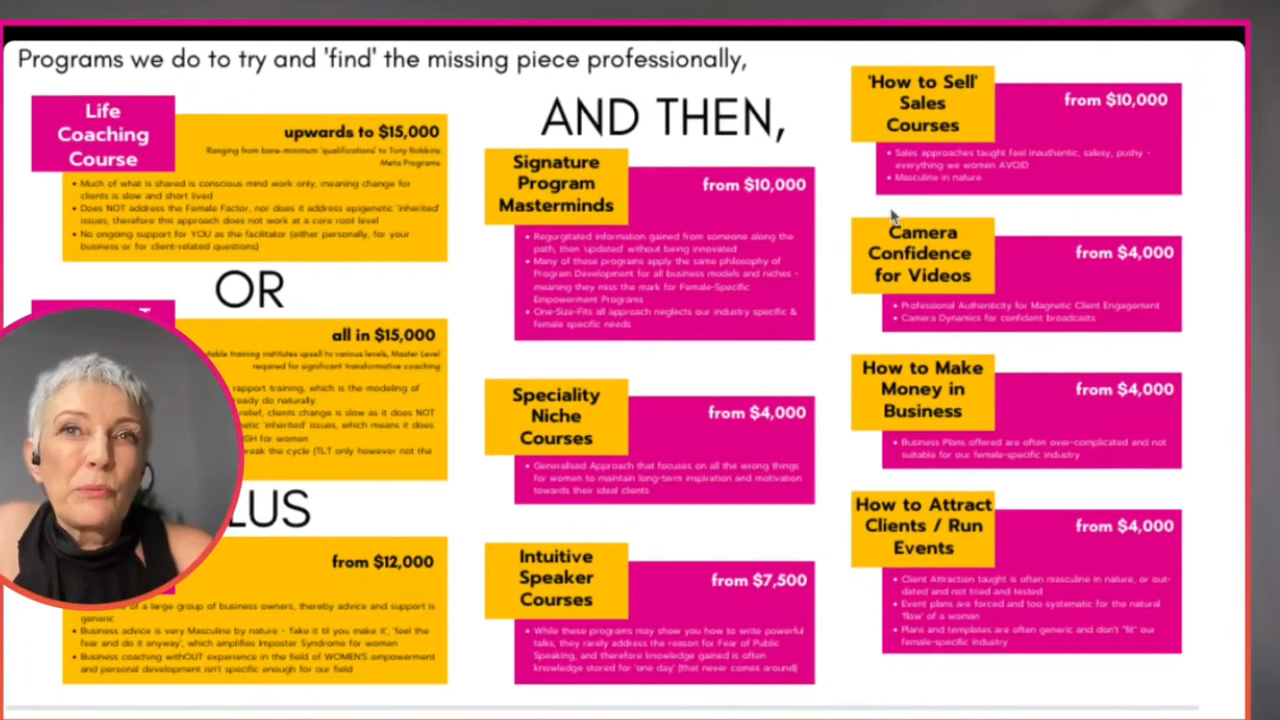 Programs we do to try and 'find' the missing piece professionally,
Life
Coaching
Course
upwards to $15,000
Ranging from bare-minimum 'qualifications' to Tony Robbins
Meta Programs
• Much of what is shared is conscious mind work only, meaning change for
clients is slow and short lived
• Does NOT address the Female Factor, nor does it address epigenetic 'inherited'
issues, therefore this approach does not work at a core root level
• No ongoing support for YOU as the facilitator (either personally, for your
business or for client-related questions)
OR
all in $15,000
training institutes upsell to various levels, Master Level
required for significant transformative coaching
rapport training, which is the modeling of
do naturally.
clients change is slow as it does NOT
'inherited' issues, which means it does
for women
the cycle (TLT only however not the
LUS
from $12,000
of a large group of business owners, thereby advice and support is
generic
• Business advice is very Masculine by nature - Take it til you make it', 'feel the
fear and do it anyway', which amplifies Imposter Syndrome for women
• Business coaching withOUT experience in the field of WOMEN'S empowerment
and personal development isn't specific enough for our field
AND THEN,
Signature
Program
Masterminds
from $10,000
• Regurgitated information gained from someone along the
path, then 'updated' without being innovated
• Many of these programs apply the same philosophy of
Program Development for all business models and niches -
meaning they miss the mark for Female-Specific
Empowerment Programs
• One-Size-Fits all approach neglects our industry specific &
female specific needs
Speciality
Niche
Courses
from $4,000
• Generalised Approach that focuses on all the wrong things
for women to maintain long-term inspiration and motivation
towards their ideal clients
Intuitive
Speaker
Courses
from $7,500
• While these programs may show you how to write powerful
talks, they rarely address the reason for Fear of Public
Speaking, and therefore knowledge gained is often
knowledge stored for 'one day' (that never comes around)
'How to Sell'
Sales
Courses
from $10,000
• Sales approaches taught feel inauthentic, salesy, pushy -
everything we women AVOID
• Masculine in nature
Camera
Confidence
for Videos
from $4,000
• Professional Authenticity for Magnetic Client Engagement
• Camera Dynamics for confident broadcasts
How to Make
Money in
Business
from $4,000
• Business Plans offered are often over-complicated and not
suitable for our female-specific industry
How to Attract
Clients / Run
Events
from $4,000
• Client Attraction taught is often masculine in nature, or out-
dated and not tried and tested
• Event plans are forced and too systematic for the natural
'flow' of a woman
• Plans and templates are often generic and don't "fit" our
female-specific industry